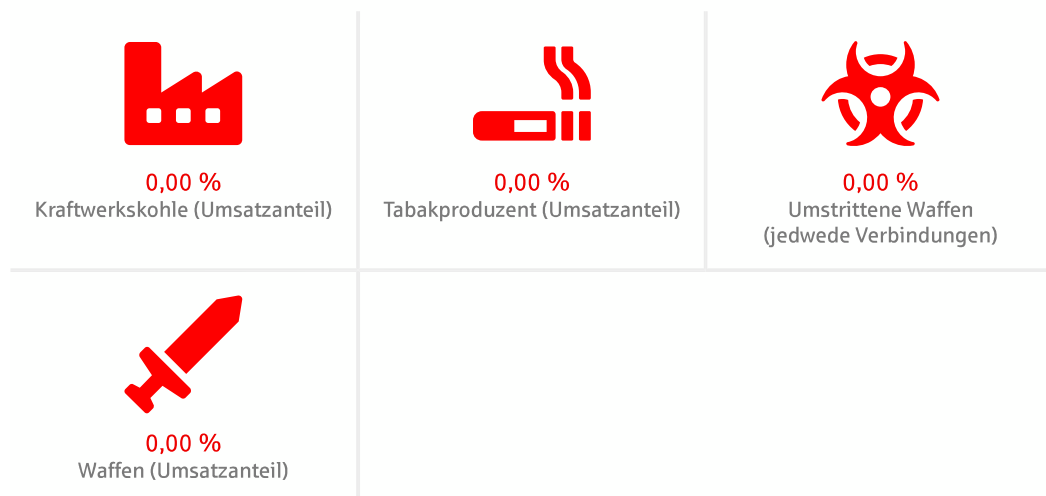 0,00 %
Kraftwerkskohle (Umsatzanteil)
0,00 %
Tabakproduzent (Umsatzanteil)
0,00 %
Umstrittene Waffen
(jedwede Verbindungen)
0,00 %
Waffen (Umsatzanteil)